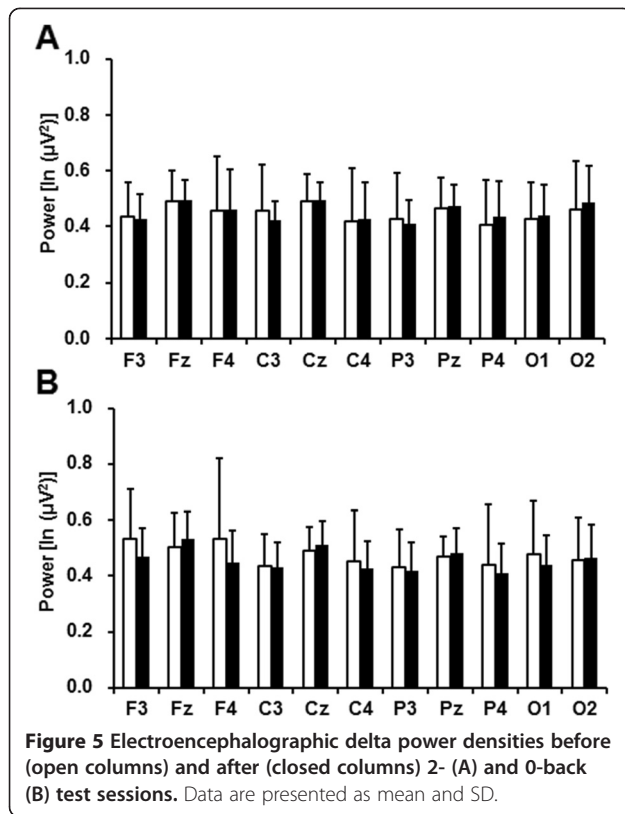 A
Power [ln (μV²)]
1.0
0.8
0.6
0.4
0.2
0.0
F3 Fz F4 C3 Cz C4 P3 Pz P4 O1 O2
B
Power [ln (μV²)]
1.0
0.8
0.6
0.4
0.2
0.0
F3 Fz F4 C3 Cz C4 P3 Pz P4 O1 O2
Figure 5 Electroencephalographic delta power densities before
(open columns) and after (closed columns) 2- (A) and 0-back
(B) test sessions. Data are presented as mean and SD.